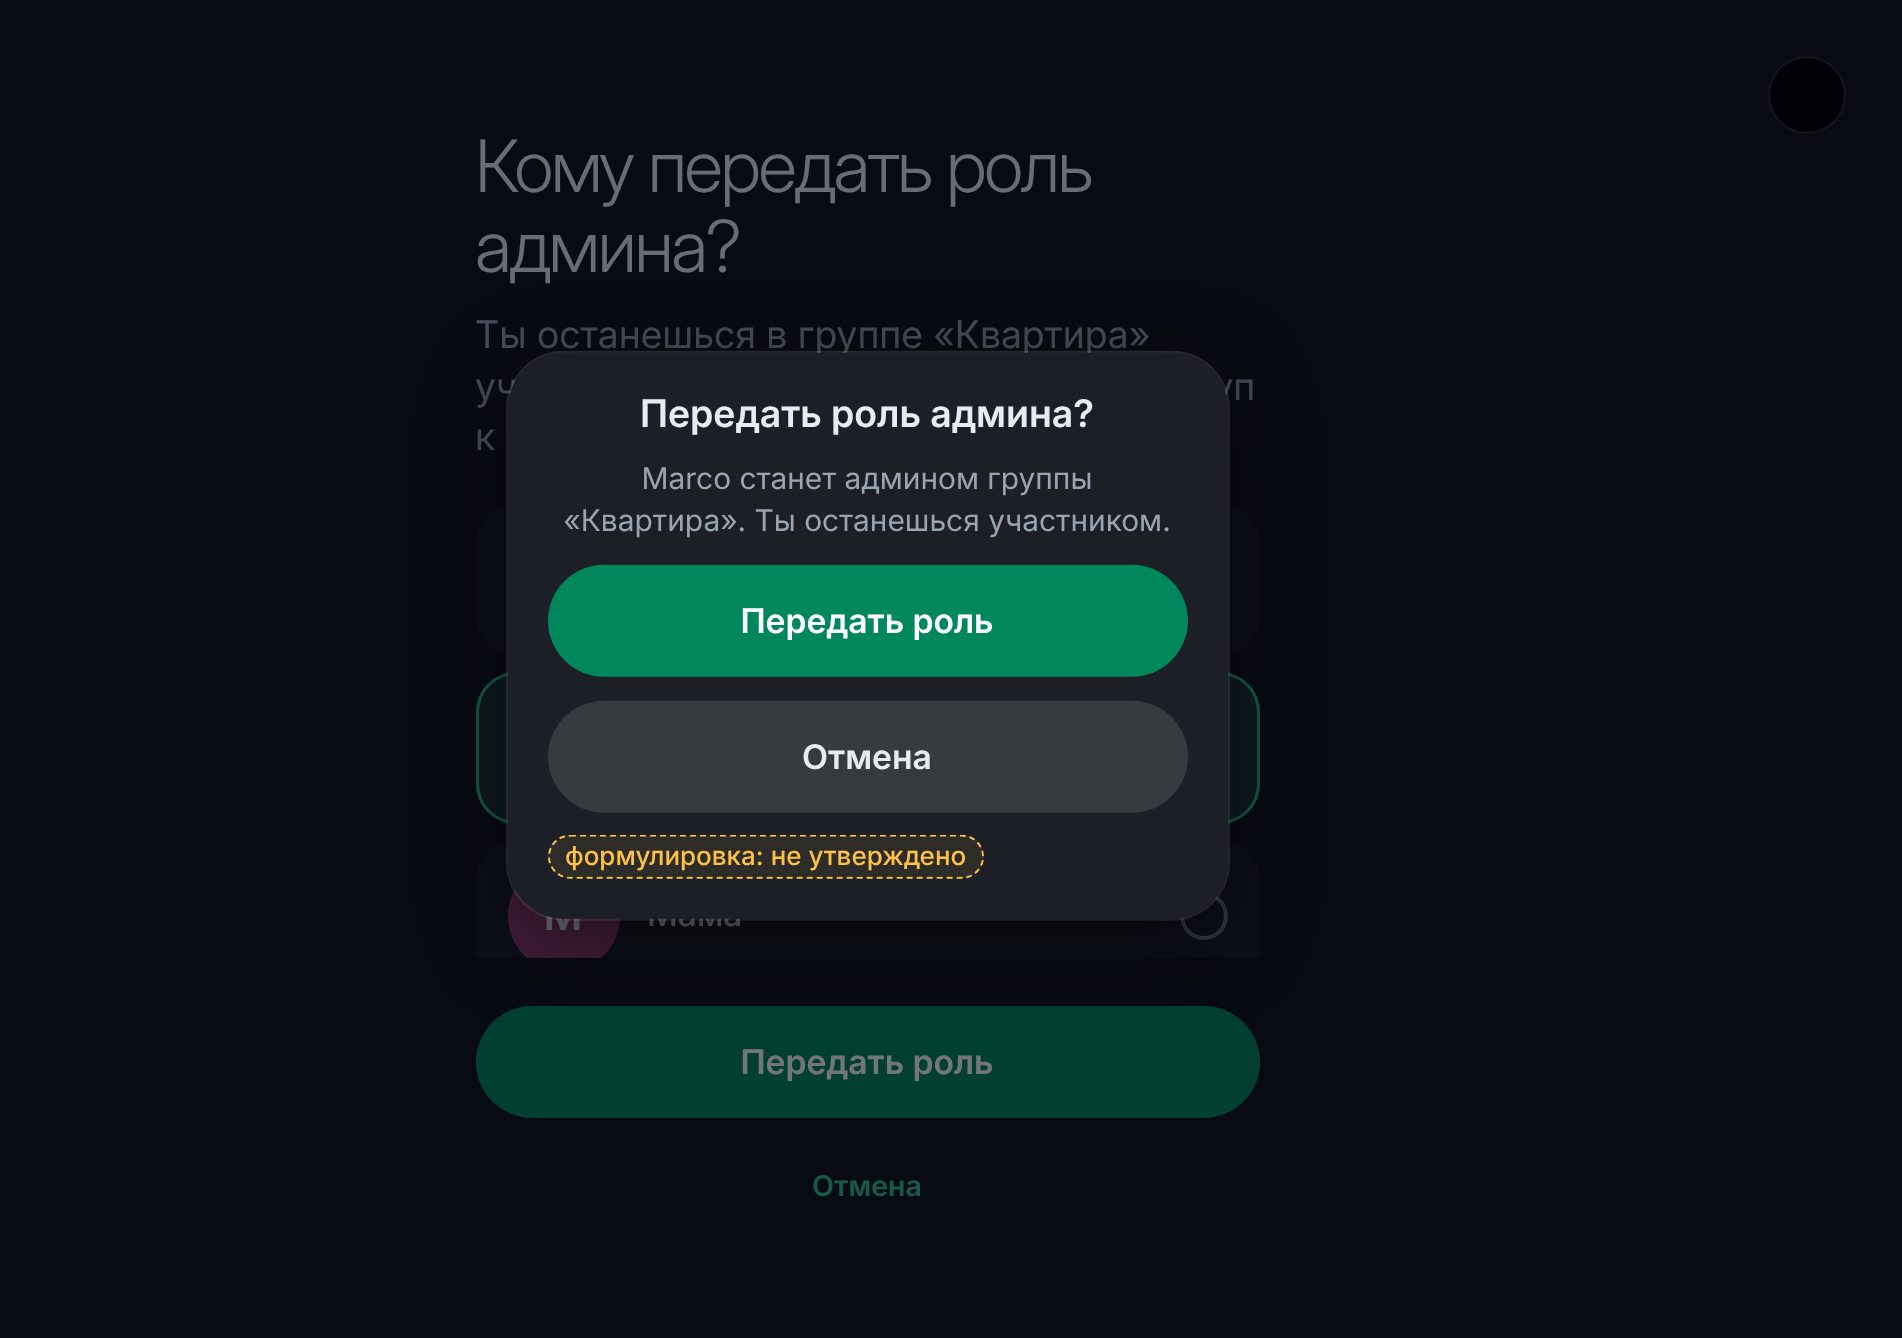 Кому передать роль
админа?
Ты останешься в группе «Квартира»
к
Передать роль админа?
Marco станет админом группы
«Квартира». Ты останешься участником.
Передать роль
Отмена
формулировка: не утверждено
М Мама
Передать роль
Отмена